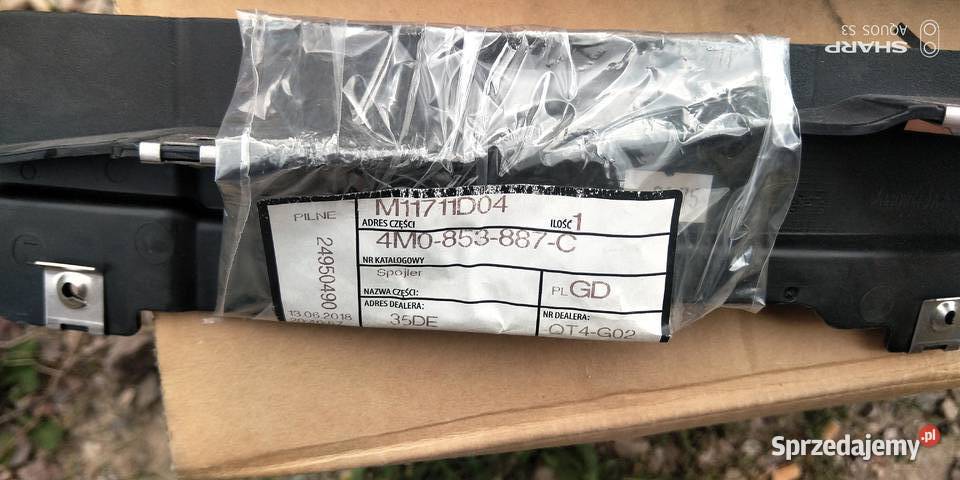 SHARP
AQUOS S3
PILNE
24950490
13.06.2018
M11711D04
ADRES CZĘŚCI
ILOŚĆ 1
4M0-853-887-C
NR KATALOGOWY
Spojler
NAZWA CZĘŚCI:
PL GD
ADRES DEALERA:
NR DEALERA:
35DE
OT4-G02
Sprzedajemy.pl